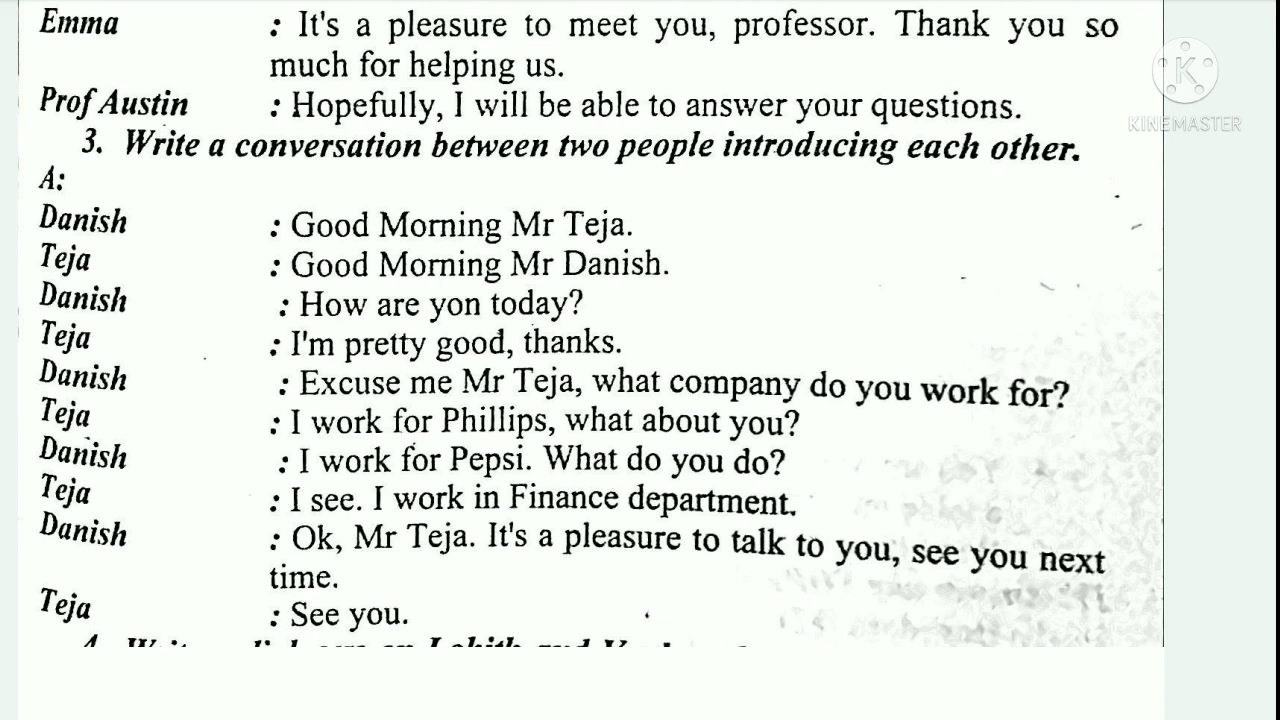 Emma : It's a pleasure to meet you, professor. Thank you so
much for helping us.
Prof Austin : Hopefully, I will be able to answer your questions.
3. Write a conversation between two people introducing each other.
A:
Danish : Good Morning Mr Teja.
Teja : Good Morning Mr Danish.
Danish : How are yon today?
Teja : I'm pretty good, thanks.
Danish : Excuse me Mr Teja, what company do you work for?
Teja : I work for Phillips, what about you?
Danish : I work for Pepsi. What do you do?
Teja : I see. I work in Finance department.
Danish : Ok, Mr Teja. It's a pleasure to talk to you, see you next
time.
Teja : See you.
K
KINEMASTER